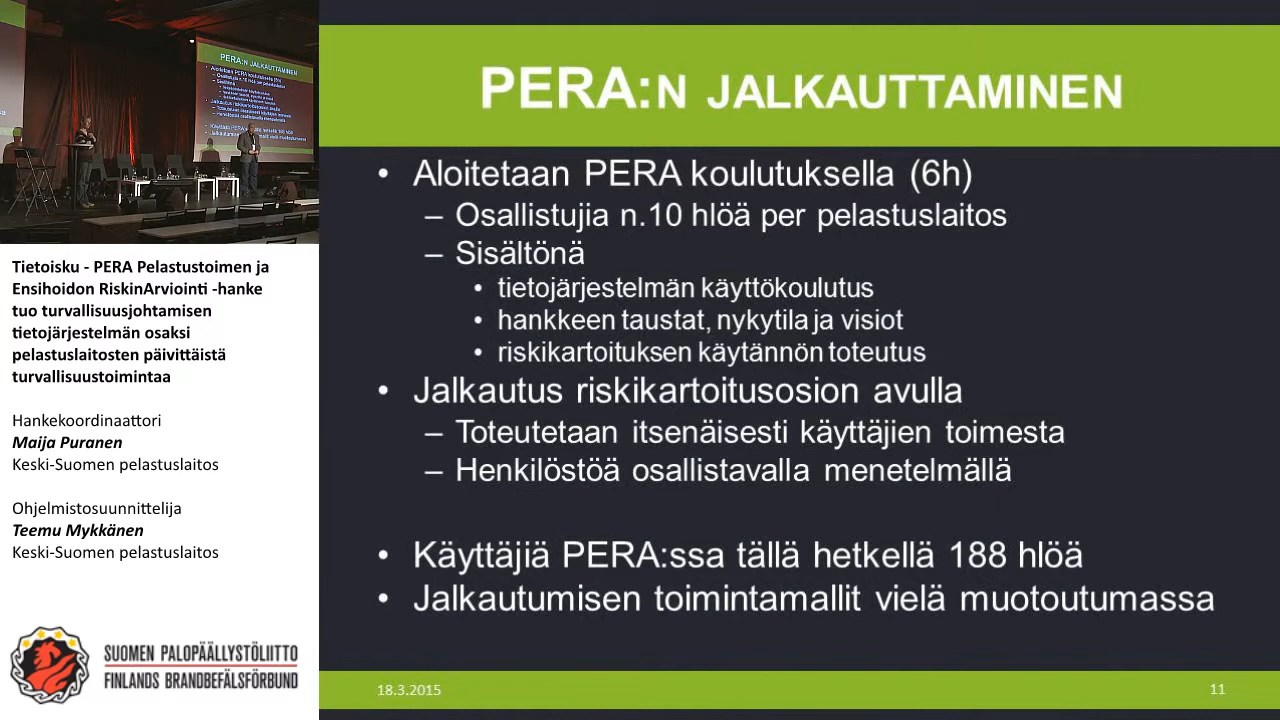 PERA:N JALKAUTTAMINEN
• Aloitetaan PERA koulutuksella (6h)
– Osallistujia n.10 hlöä per pelastuslaitos
– Sisältönä
• tietojärjestelmän käyttökoulutus
• hankkeen taustat, nykytila ja visiot
• riskikartoituksen käytännön toteutus
• Jalkautus riskikartoitusosion avulla
– Toteutetaan itsenäisesti käyttäjien toimesta
– Henkilöstöä osallistavalla menetelmällä
• Käyttäjiä PERA:ssa tällä hetkellä 188 hlöä
• Jalkautumisen toimintamallit vielä muotoutumassa
18.3.2015
11
PERA:N JALKAUTTAMINEN
Tietoisku - PERA Pelastustoimen ja
Ensihoidon RiskinArviointi -hanke
tuo turvallisuusjohtamisen
tietojärjestelmän osaksi
pelastuslaitosten päivittäistä
turvallisuustoimintaa
Hankekoordinaattori
Maija Puranen
Keski-Suomen pelastuslaitos
Ohjelmistosuunnittelija
Teemu Mykkänen
Keski-Suomen pelastuslaitos
SUOMEN PALOPÄÄLLYSTÖLIITTO
FINLANDS BRANDBEFÄLSFÖRBUND